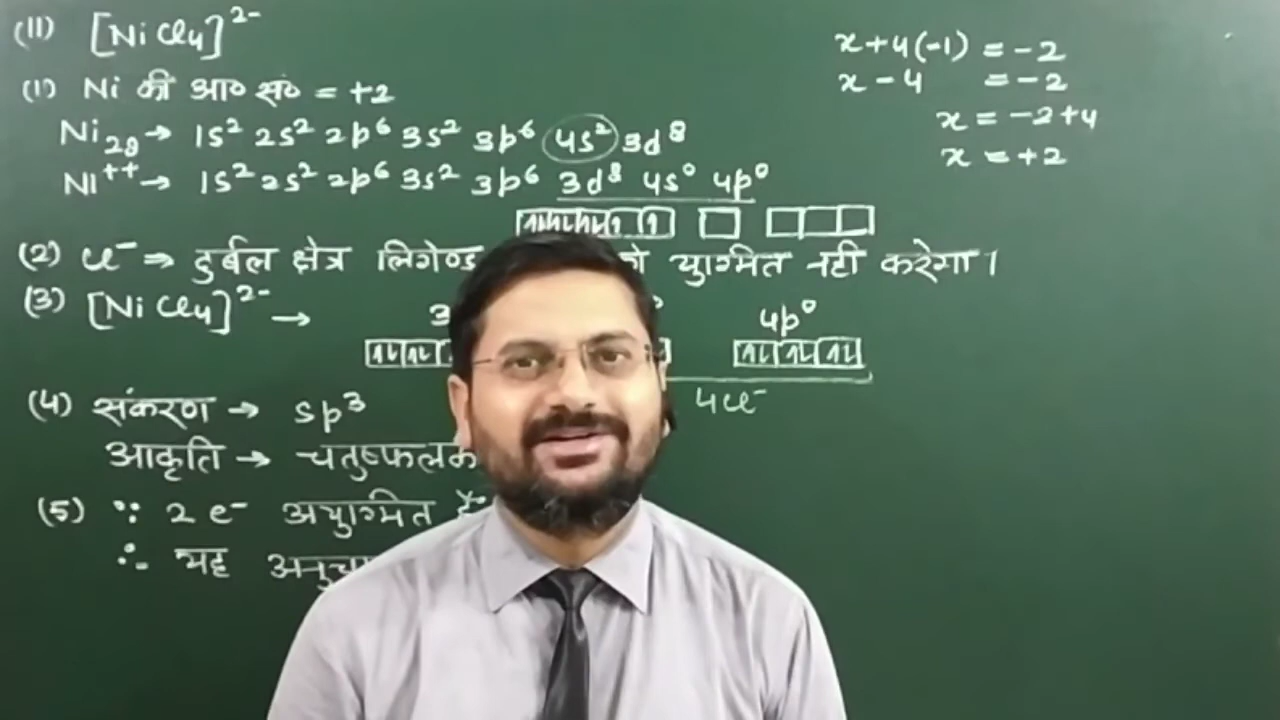 (11) [NiCl4]²⁻
x+4(-1) = -2
x - 4 = -2
x = -2+4
x = +2
(1) Ni की आ० सं० = +2
Ni₂₈ → 1s² 2s² 2p⁶ 3s² 3p⁶ 4s² 3d⁸
Ni⁺⁺ → 1s² 2s² 2p⁶ 3s² 3p⁶ 3d⁸ 4s⁰ 4p⁰
(2) Cl⁻ ⇒ दुर्बल क्षेत्र लिगेण्ड को युग्मित नही करेगा।
(3) [NiCl4]²⁻ → 3 4p⁰
4Cl⁻
(4) संकरण → sp³
आकृति → चतुष्फलक
(5) ∵ 2e⁻ अयुग्मित हैं
∴ यह